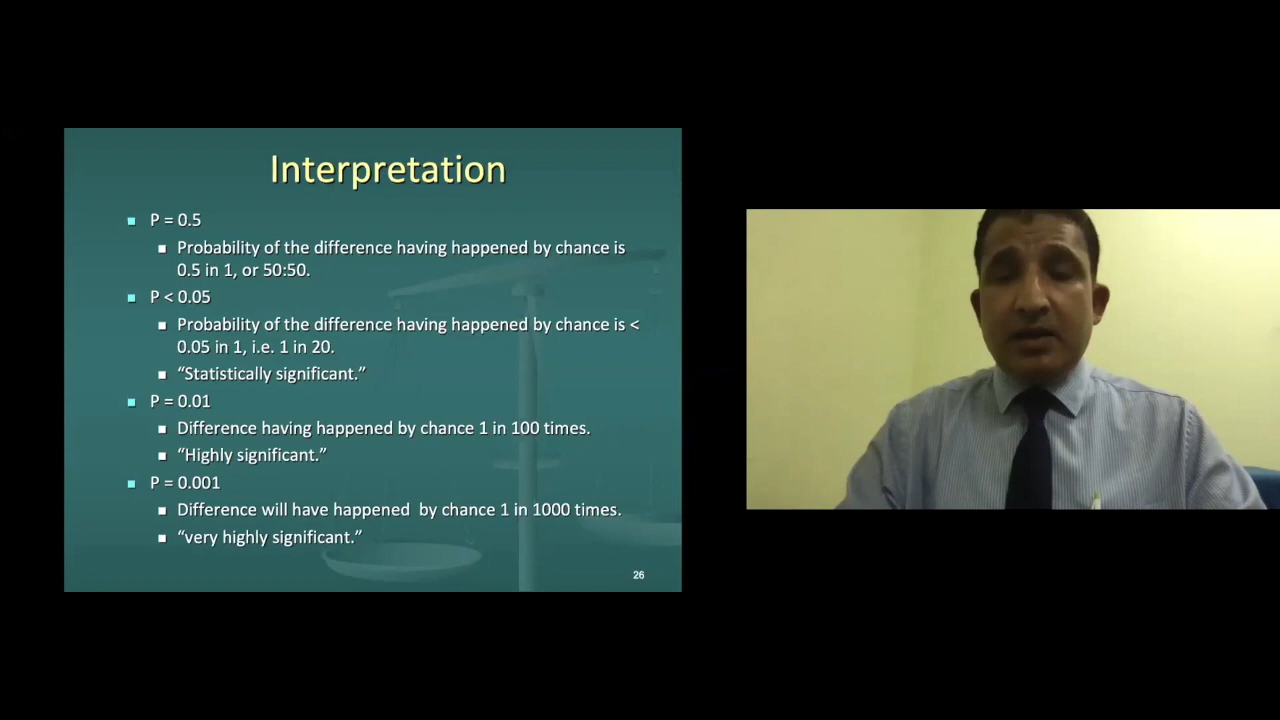 Interpretation
P = 0.5
Probability of the difference having happened by chance is
0.5 in 1, or 50:50.
P < 0.05
Probability of the difference having happened by chance is <
0.05 in 1, i.e. 1 in 20.
“Statistically significant.”
P = 0.01
Difference having happened by chance 1 in 100 times.
“Highly significant.”
P = 0.001
Difference will have happened  by chance 1 in 1000 times.
“very highly significant.”
26